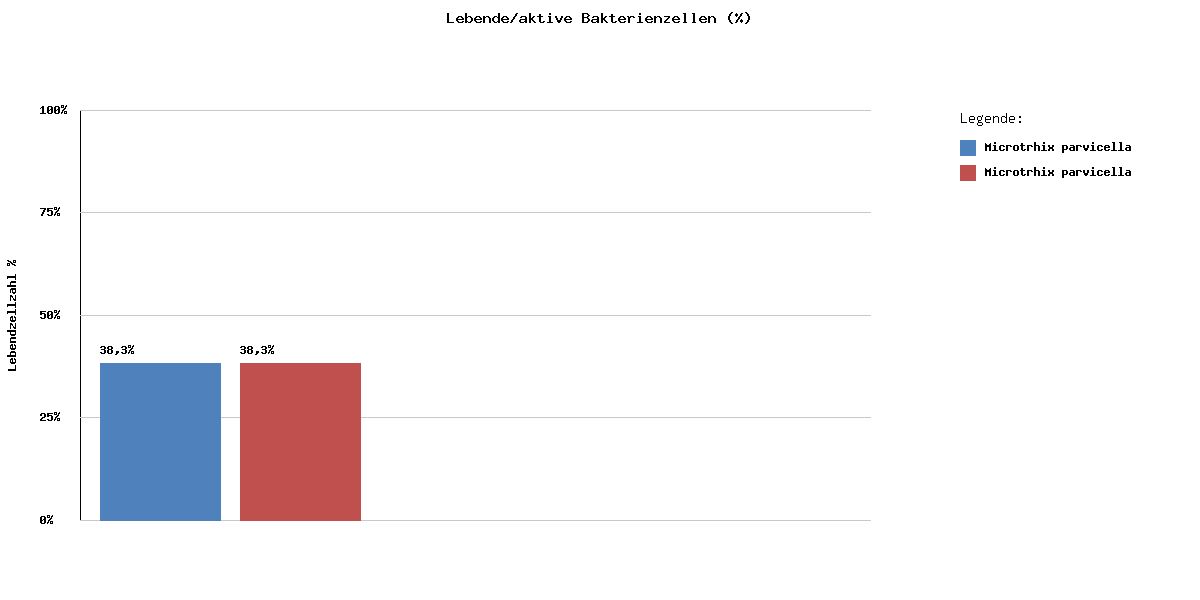 Lebende/aktive Bakterienzellen (%)
100%
75%
50%
25%
0%
Lebendzellzahl %
38,3%
38,3%
Legende:
Microtrhix parvicella
Microtrhix parvicella